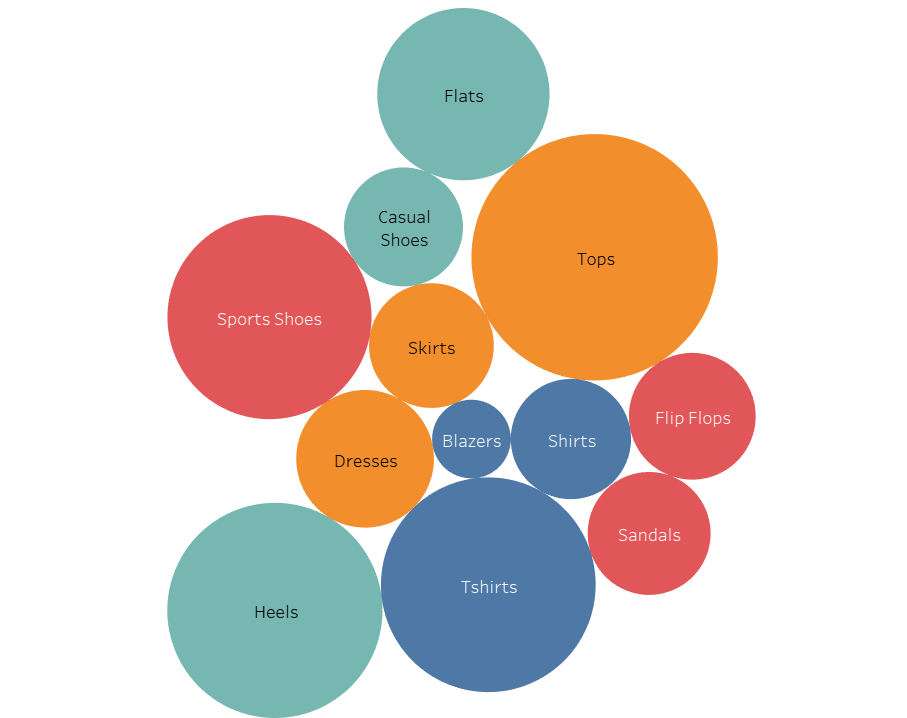 Flats
Casual
Shoes
Tops
Sports Shoes
Skirts
Flip Flops
Blazers
Shirts
Dresses
Sandals
Tshirts
Heels